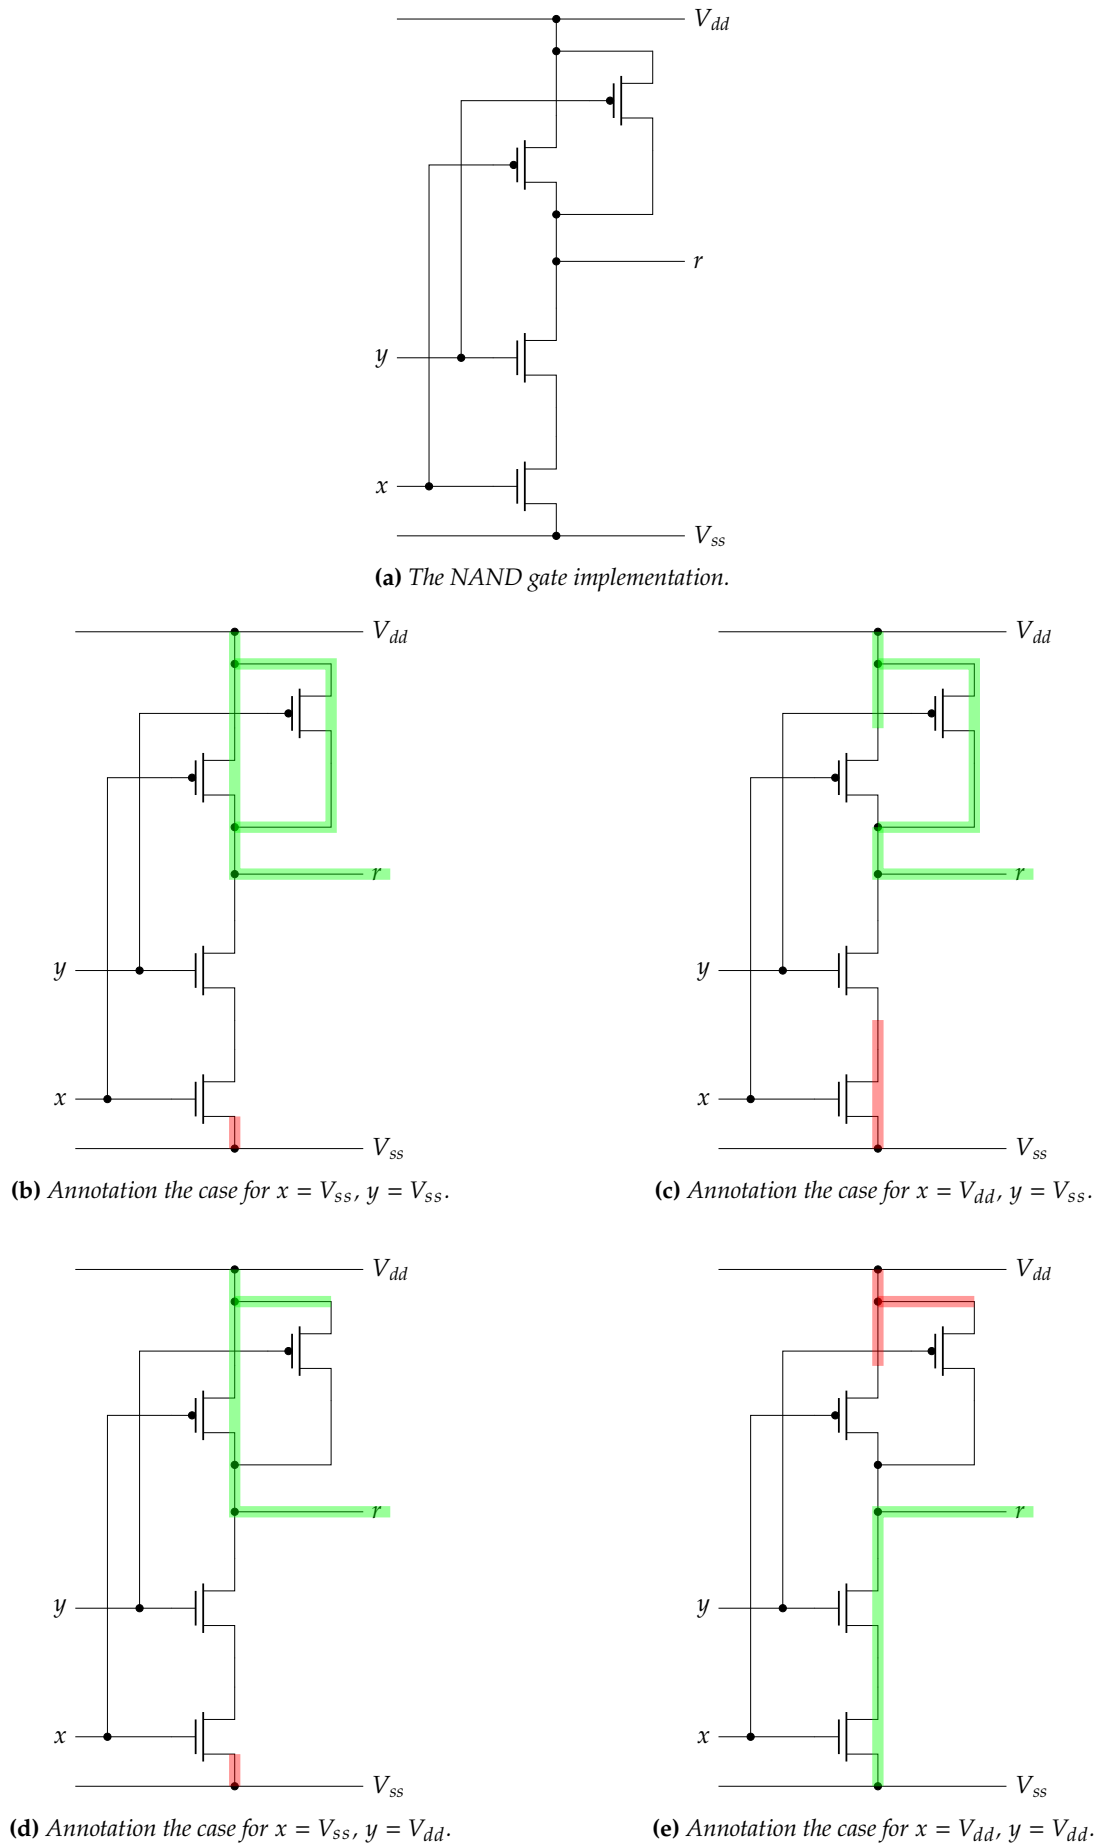 V_dd
r
y
x
V_ss
(a) The NAND gate implementation.
V_dd
V_dd
r
r
y
y
x
x
V_ss
V_ss
(b) Annotation the case for x = V_ss, y = V_ss.
(c) Annotation the case for x = V_dd, y = V_ss.
V_dd
V_dd
r
r
y
y
x
x
V_ss
V_ss
(d) Annotation the case for x = V_ss, y = V_dd.
(e) Annotation the case for x = V_dd, y = V_dd.